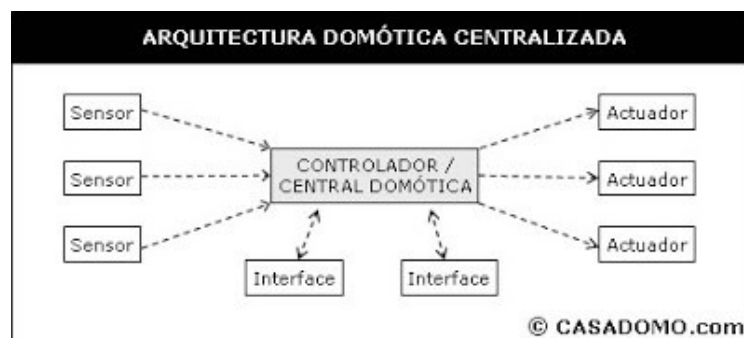 ARQUITECTURA DOMÓTICA CENTRALIZADA
Sensor
Actuador
CONTROLADOR /
CENTRAL DOMÓTICA
Sensor
Actuador
Sensor
Actuador
Interface
Interface
© CASADOMO.com